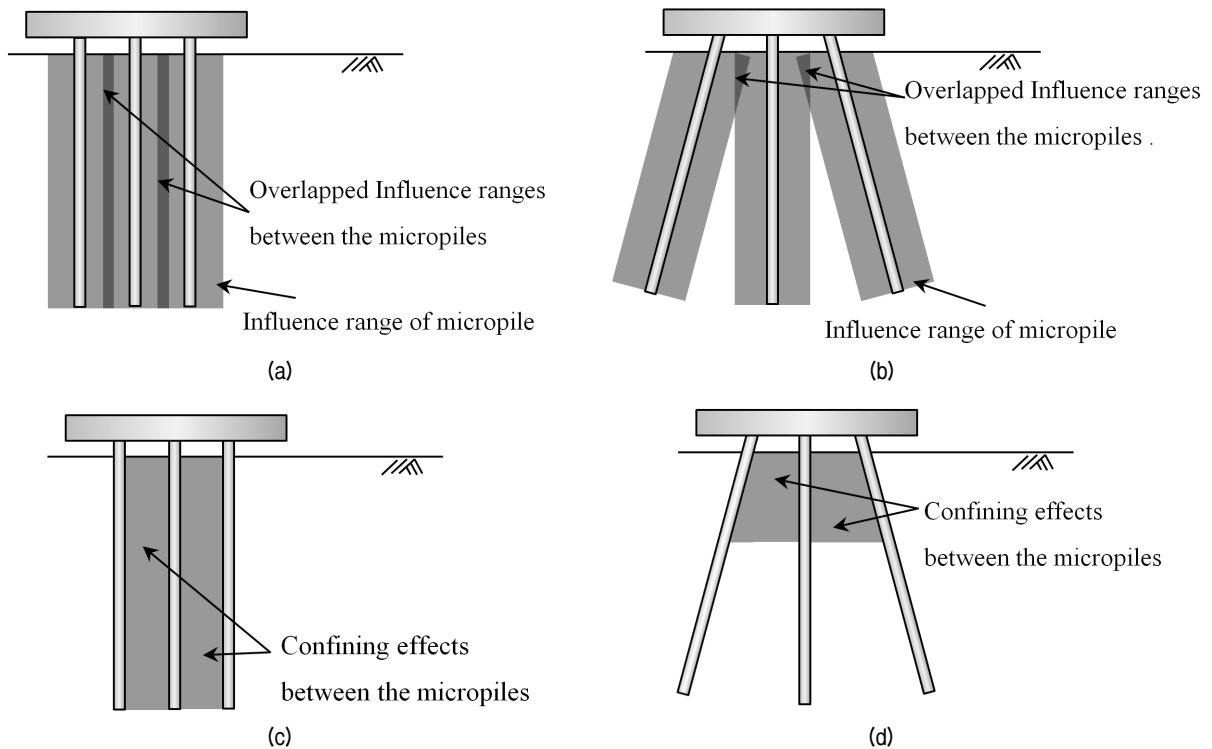 Overlapped Influence ranges
between the micropiles
Influence range of micropile
(a)
Overlapped Influence ranges
between the micropiles .
Influence range of micropile
(b)
Confining effects
between the micropiles
(c)
Confining effects
between the micropiles
(d)